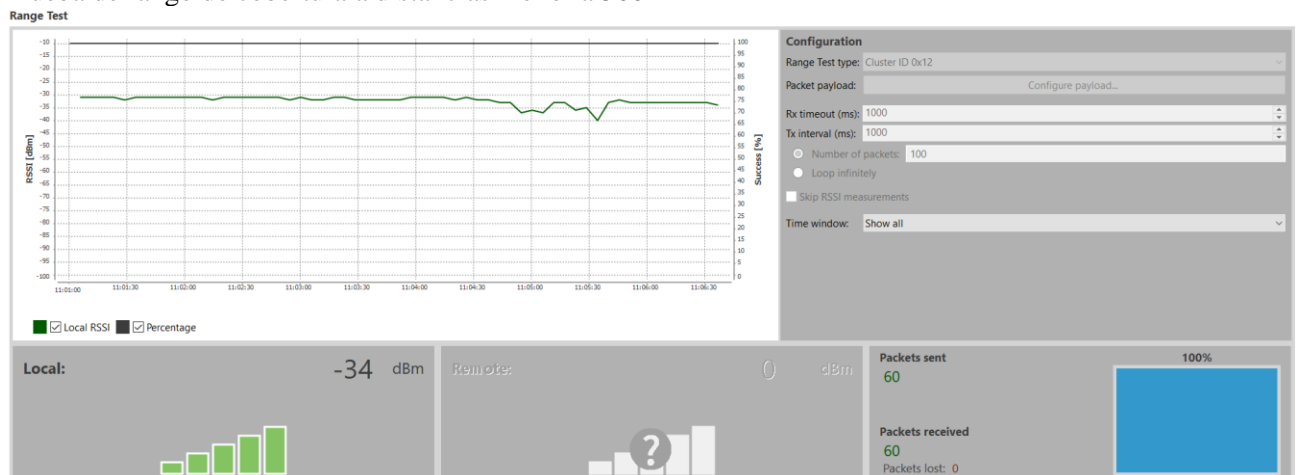 Range Test
-10
-15
-20
-25
-30
-35
-40
-45
-50
-55
-60
-65
-70
-75
-80
-85
-90
-95
-100
RSSI [dBm]
100
95
90
85
80
75
70
65
60
55
50
45
40
35
30
25
20
15
10
5
0
Success [%]
11:01:00 11:01:30 11:02:00 11:02:30 11:03:00 11:03:30 11:04:00 11:04:30 11:05:00 11:05:30 11:06:00 11:06:30
Local RSSI Percentage
Configuration
Range Test type: Cluster ID 0x12
Packet payload: Configure payload...
Rx timeout (ms): 1000
Tx interval (ms): 1000
Number of packets: 100
Loop infinitely
Skip RSSI measurements
Time window: Show all
Local: -34 dBm
Remote: 0 dBm
?
Packets sent
60
100%
Packets received
60
Packets lost: 0